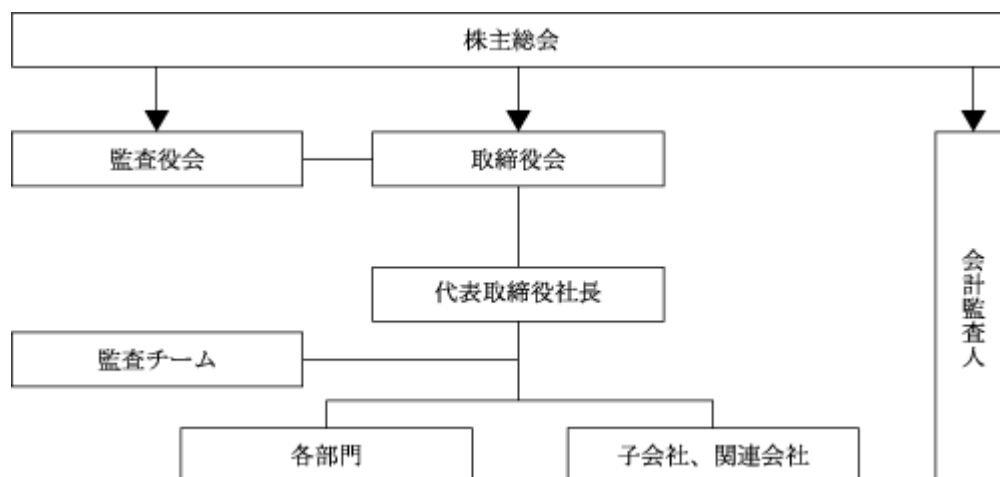 株主総会
監査役会
取締役会
会計監査人
代表取締役社長
監査チーム
各部門
子会社、関連会社